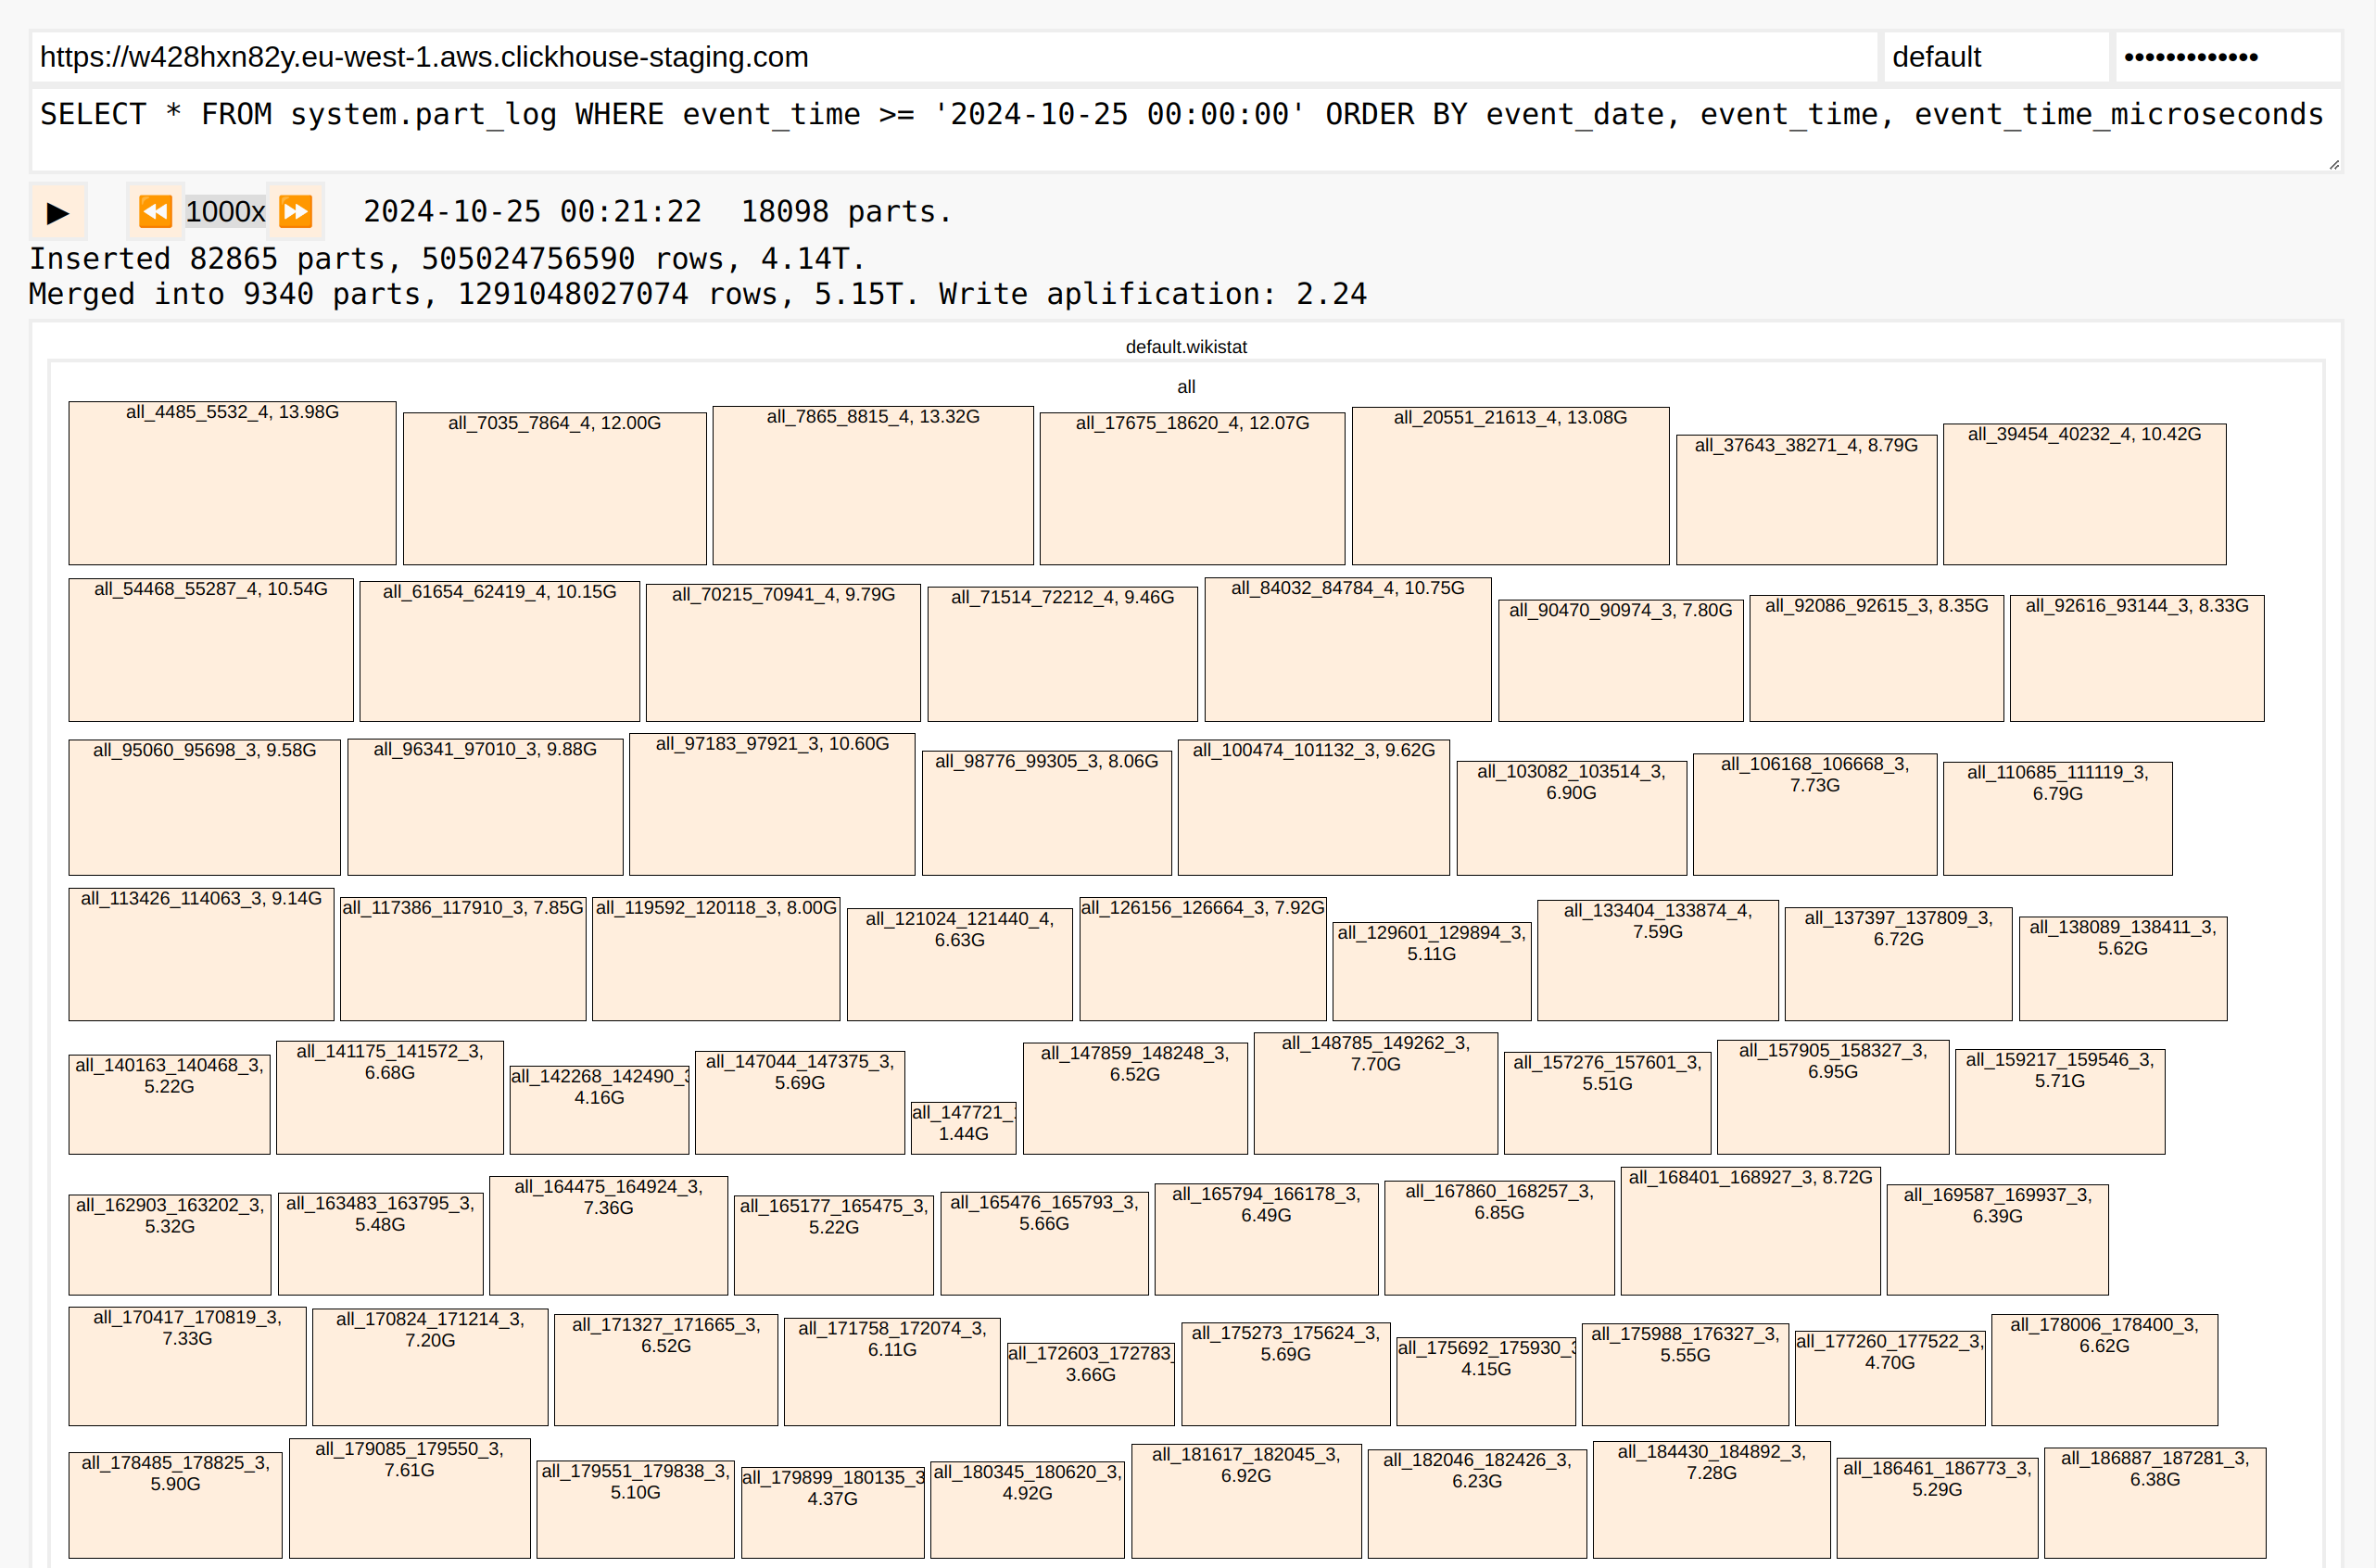 https://w428hxn82y.eu-west-1.aws.clickhouse-staging.com default •••••••••••••
SELECT * FROM system.part_log WHERE event_time >= '2024-10-25 00:00:00' ORDER BY event_date, event_time, event_time_microseconds
▶ ⏪ 1000x ⏩ 2024-10-25 00:21:22 18098 parts.
Inserted 82865 parts, 505024756590 rows, 4.14T.
Merged into 9340 parts, 1291048027074 rows, 5.15T. Write aplification: 2.24
default.wikistat
all
all_4485_5532_4, 13.98G
all_7035_7864_4, 12.00G
all_7865_8815_4, 13.32G
all_17675_18620_4, 12.07G
all_20551_21613_4, 13.08G
all_37643_38271_4, 8.79G
all_39454_40232_4, 10.42G
all_54468_55287_4, 10.54G
all_61654_62419_4, 10.15G
all_70215_70941_4, 9.79G
all_71514_72212_4, 9.46G
all_84032_84784_4, 10.75G
all_90470_90974_3, 7.80G
all_92086_92615_3, 8.35G
all_92616_93144_3, 8.33G
all_95060_95698_3, 9.58G
all_96341_97010_3, 9.88G
all_97183_97921_3, 10.60G
all_98776_99305_3, 8.06G
all_100474_101132_3, 9.62G
all_103082_103514_3,
6.90G
all_106168_106668_3,
7.73G
all_110685_111119_3,
6.79G
all_113426_114063_3, 9.14G
all_117386_117910_3, 7.85G
all_119592_120118_3, 8.00G
all_121024_121440_4,
6.63G
all_126156_126664_3, 7.92G
all_129601_129894_3,
5.11G
all_133404_133874_4,
7.59G
all_137397_137809_3,
6.72G
all_138089_138411_3,
5.62G
all_140163_140468_3,
5.22G
all_141175_141572_3,
6.68G
all_142268_142490_3
4.16G
all_147044_147375_3,
5.69G
all_147721_
1.44G
all_147859_148248_3,
6.52G
all_148785_149262_3,
7.70G
all_157276_157601_3,
5.51G
all_157905_158327_3,
6.95G
all_159217_159546_3,
5.71G
all_162903_163202_3,
5.32G
all_163483_163795_3,
5.48G
all_164475_164924_3,
7.36G
all_165177_165475_3,
5.22G
all_165476_165793_3,
5.66G
all_165794_166178_3,
6.49G
all_167860_168257_3,
6.85G
all_168401_168927_3, 8.72G
all_169587_169937_3,
6.39G
all_170417_170819_3,
7.33G
all_170824_171214_3,
7.20G
all_171327_171665_3,
6.52G
all_171758_172074_3,
6.11G
all_172603_172783_
3.66G
all_175273_175624_3,
5.69G
all_175692_175930_3
4.15G
all_175988_176327_3,
5.55G
all_177260_177522_3,
4.70G
all_178006_178400_3,
6.62G
all_178485_178825_3,
5.90G
all_179085_179550_3,
7.61G
all_179551_179838_3,
5.10G
all_179899_180135_3
4.37G
all_180345_180620_3,
4.92G
all_181617_182045_3,
6.92G
all_182046_182426_3,
6.23G
all_184430_184892_3,
7.28G
all_186461_186773_3,
5.29G
all_186887_187281_3,
6.38G